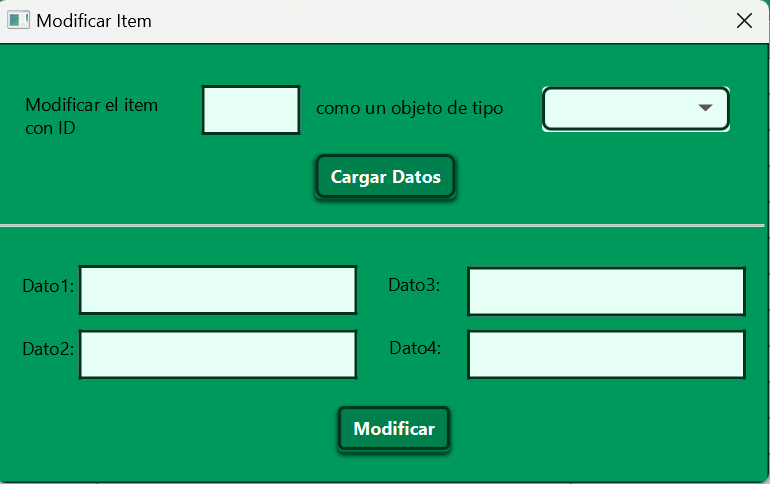 Modificar Item
Modificar el item
con ID
como un objeto de tipo
Cargar Datos
Dato1:
Dato3:
Dato2:
Dato4:
Modificar